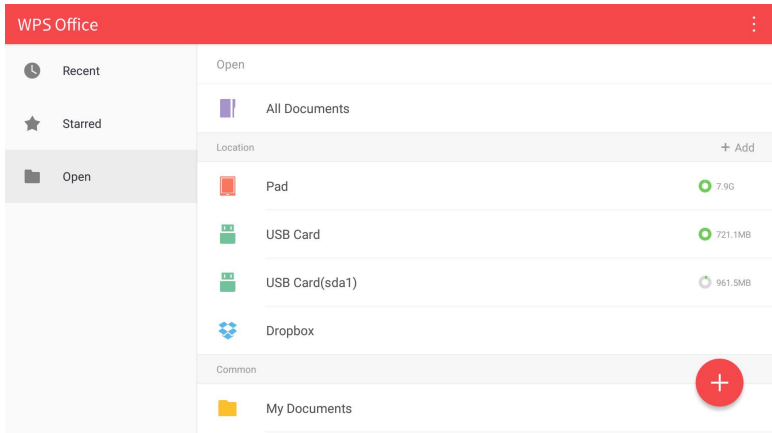 WPS Office
Recent
Starred
Open
Open
All Documents
Location
+ Add
Pad
7.9G
USB Card
721.1MB
USB Card(sda1)
961.5MB
Dropbox
Common
My Documents